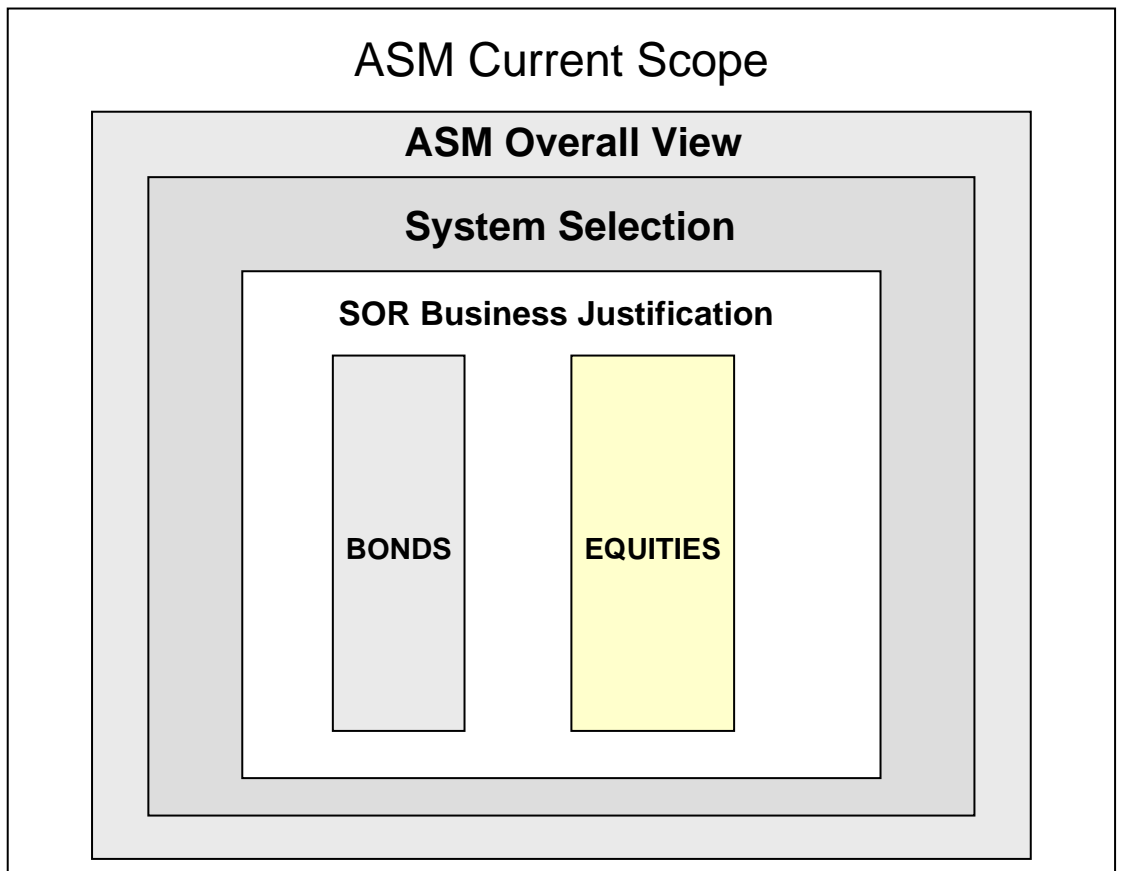 ASM Current Scope
ASM Overall View
System Selection
SOR Business Justification
BONDS
EQUITIES